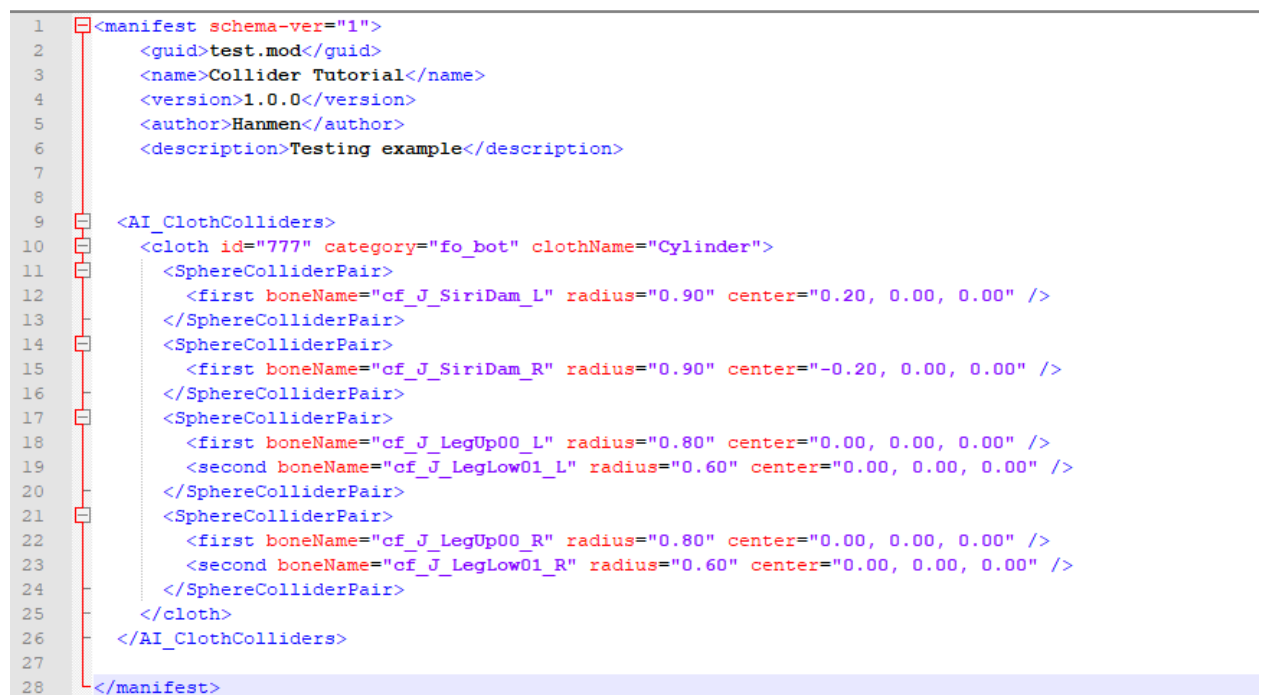 1 <manifest schema-ver="1">
2 <guid>test.mod</guid>
3 <name>Collider Tutorial</name>
4 <version>1.0.0</version>
5 <author>Hanmen</author>
6 <description>Testing example</description>
7
8
9 <AI_ClothColliders>
10 <cloth id="777" category="fo_bot" clothName="Cylinder">
11 <SphereColliderPair>
12 <first boneName="cf_J_SiriDam_L" radius="0.90" center="0.20, 0.00, 0.00" />
13 </SphereColliderPair>
14 <SphereColliderPair>
15 <first boneName="cf_J_SiriDam_R" radius="0.90" center="-0.20, 0.00, 0.00" />
16 </SphereColliderPair>
17 <SphereColliderPair>
18 <first boneName="cf_J_LegUp00_L" radius="0.80" center="0.00, 0.00, 0.00" />
19 <second boneName="cf_J_LegLow01_L" radius="0.60" center="0.00, 0.00, 0.00" />
20 </SphereColliderPair>
21 <SphereColliderPair>
22 <first boneName="cf_J_LegUp00_R" radius="0.80" center="0.00, 0.00, 0.00" />
23 <second boneName="cf_J_LegLow01_R" radius="0.60" center="0.00, 0.00, 0.00" />
24 </SphereColliderPair>
25 </cloth>
26 </AI_ClothColliders>
27
28 </manifest>